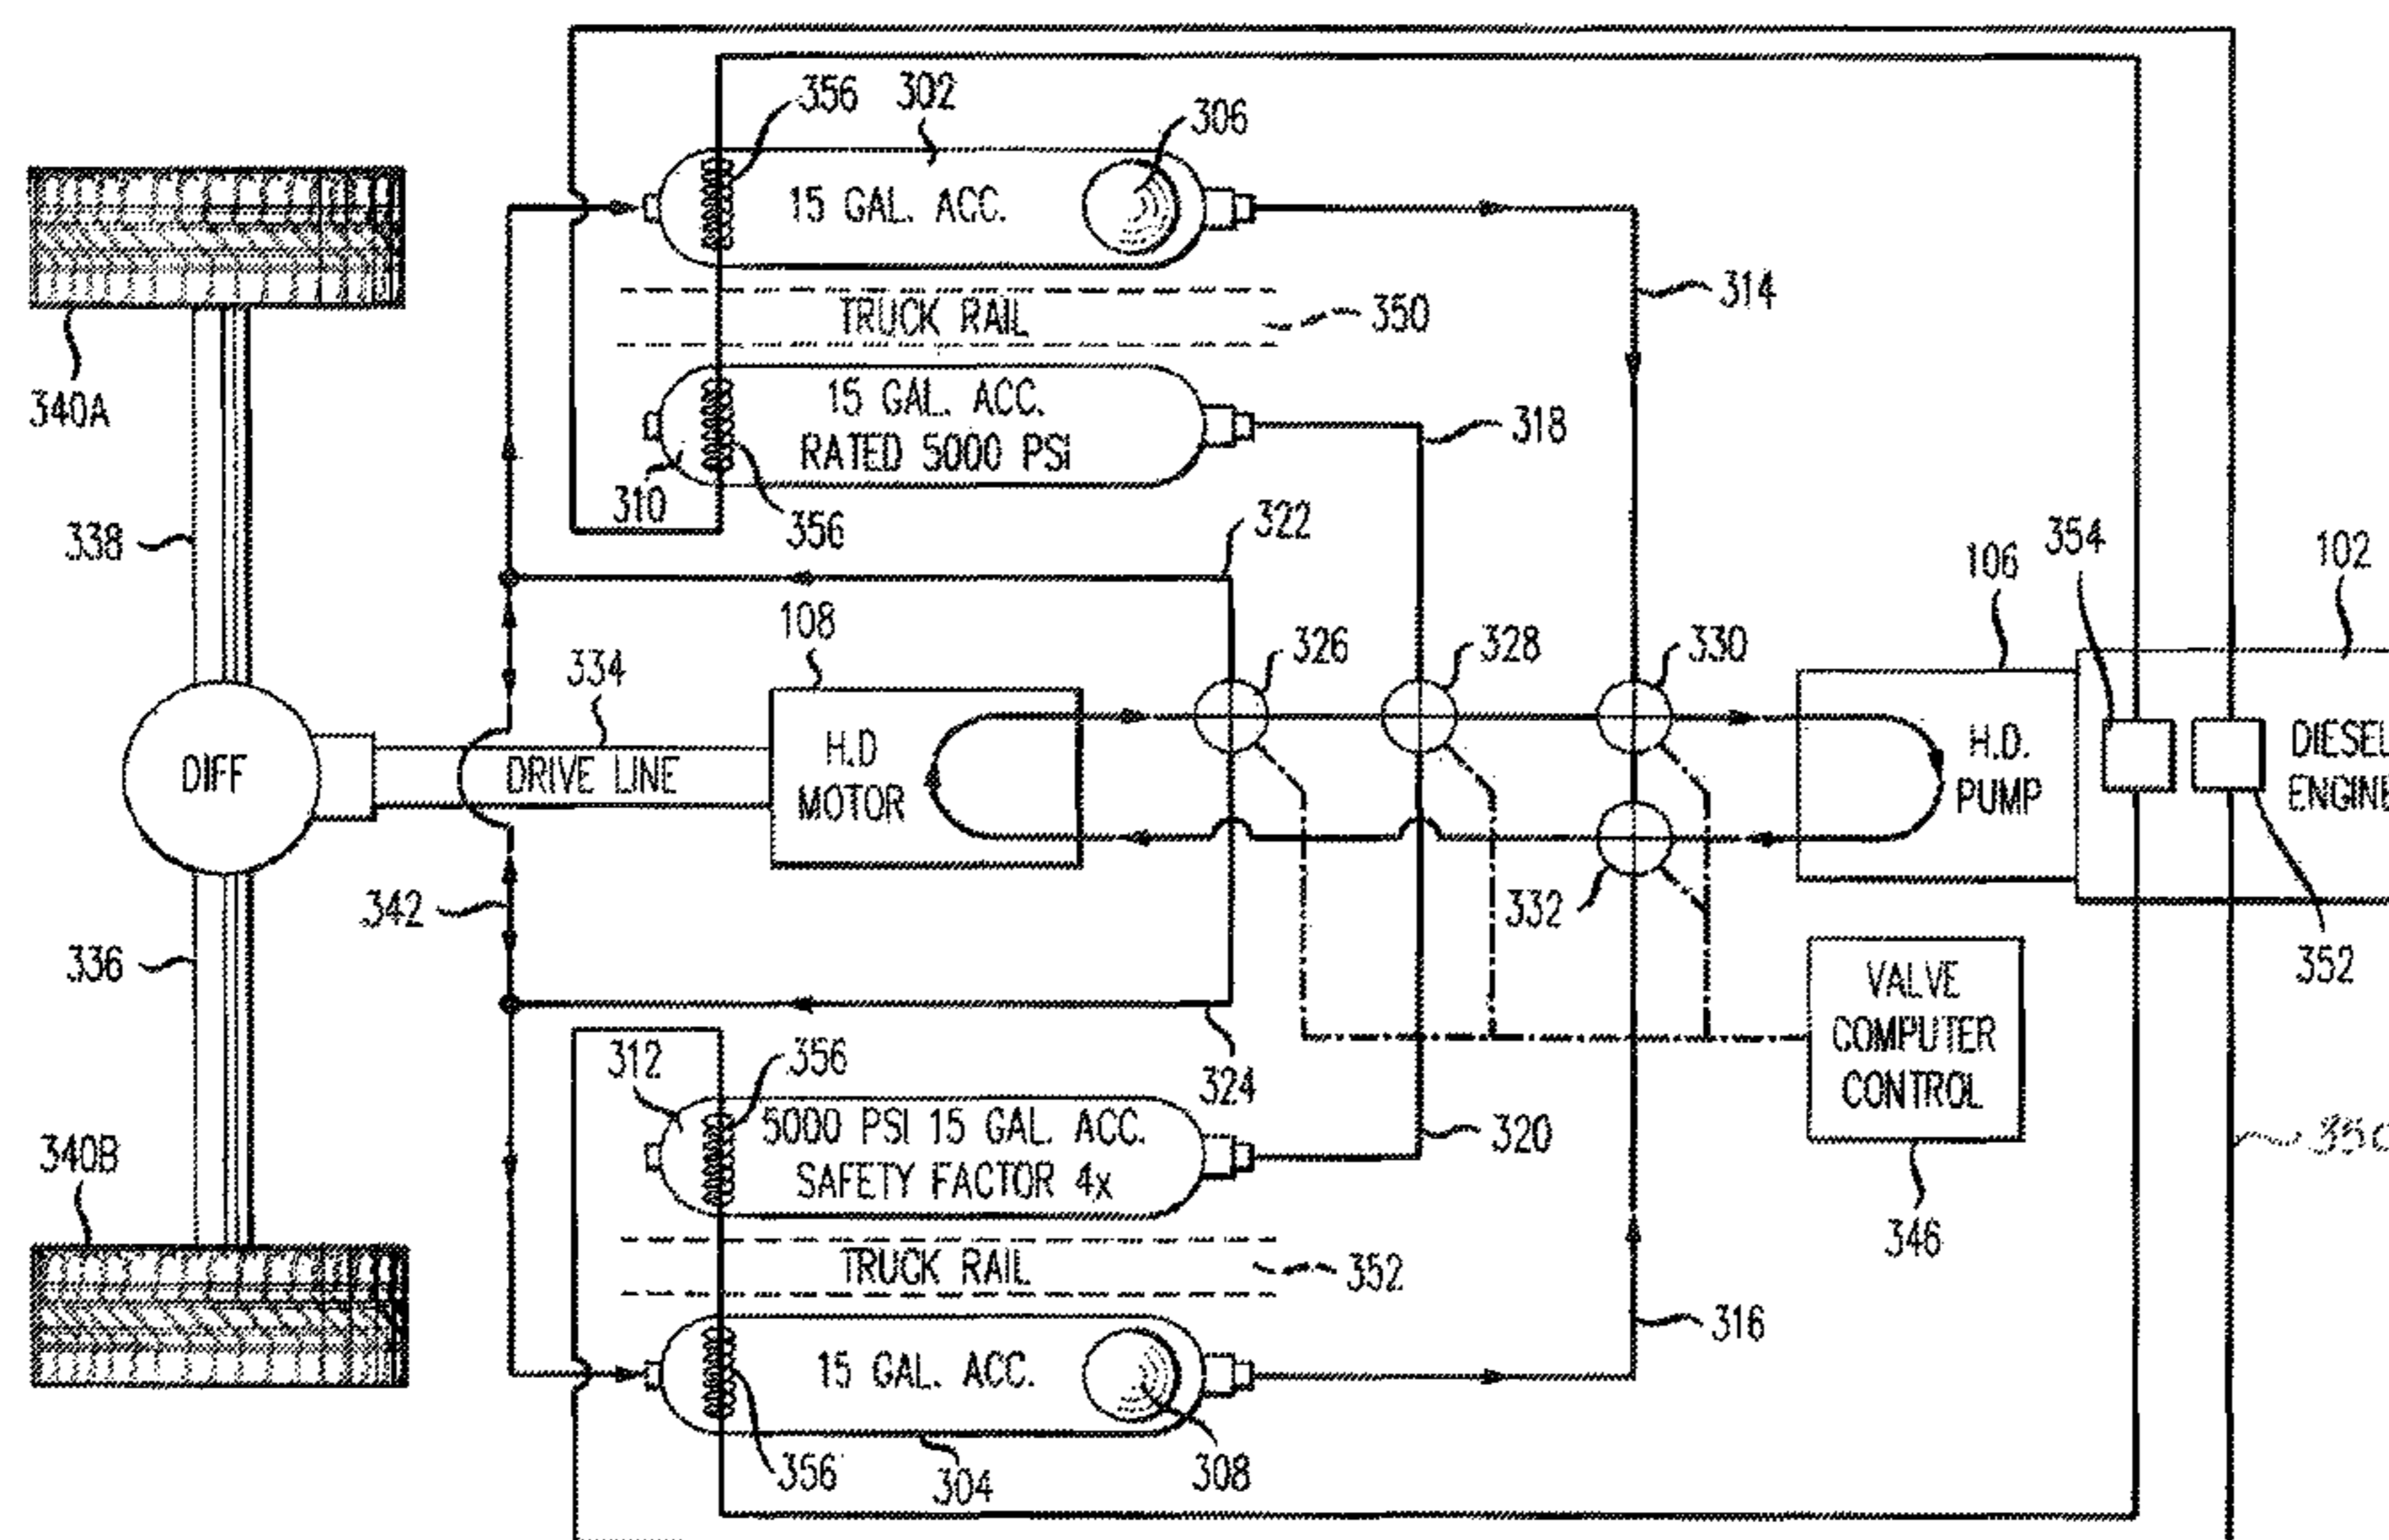 356
302
306
15 GAL. ACC.
314
TRUCK RAIL
350
340A
15 GAL. ACC.
RATED 5000 PSI
318
310
356
322
338
108
326
328
330
106
354
102
334
DIFF
DRIVE LINE
H.D
MOTOR
H.D.
PUMP
DIESEL
ENGINE
342
332
352
336
VALVE
COMPUTER
CONTROL
312
356
324
5000 PSI 15 GAL. ACC.
SAFETY FACTOR 4x
320
340B
346
TRUCK RAIL
352
316
15 GAL. ACC.
356
304
308